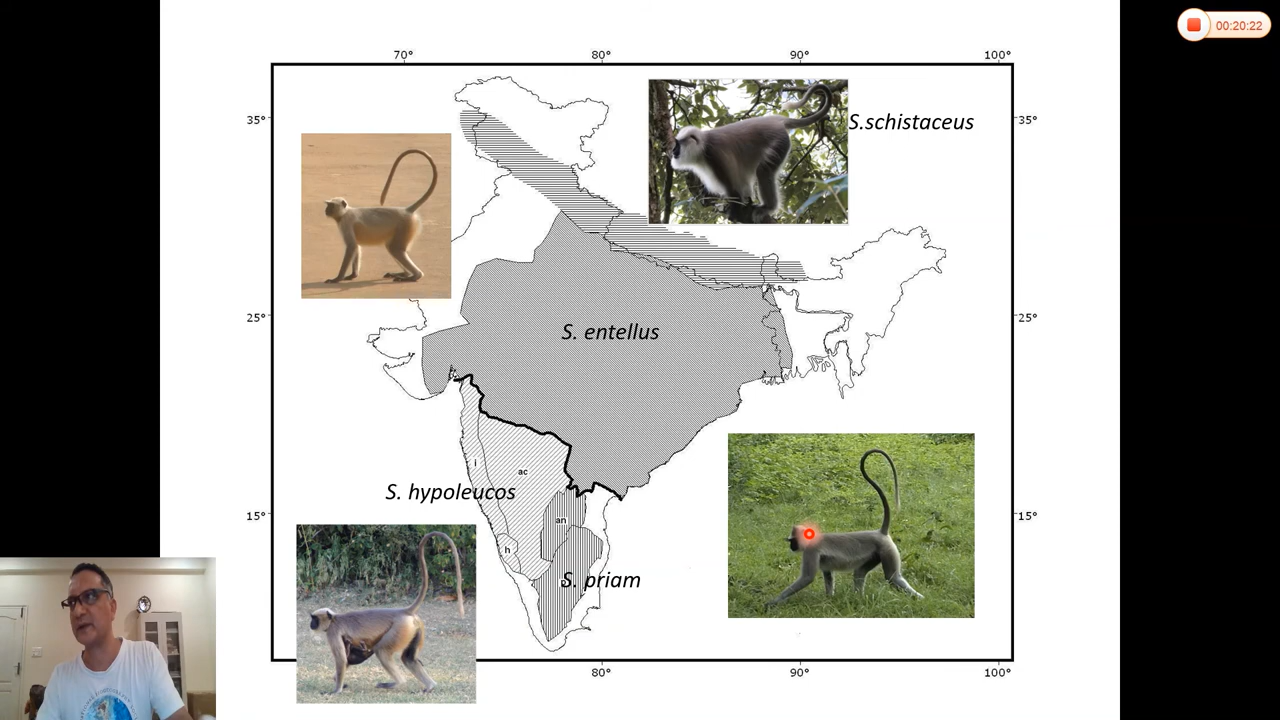 00:20:22
70° 80° 90° 100°
35° 35°
S.schistaceus
25° 25°
S. entellus
l ac
S. hypoleucos
15° an 15°
h
S. priam
80° 90° 100°